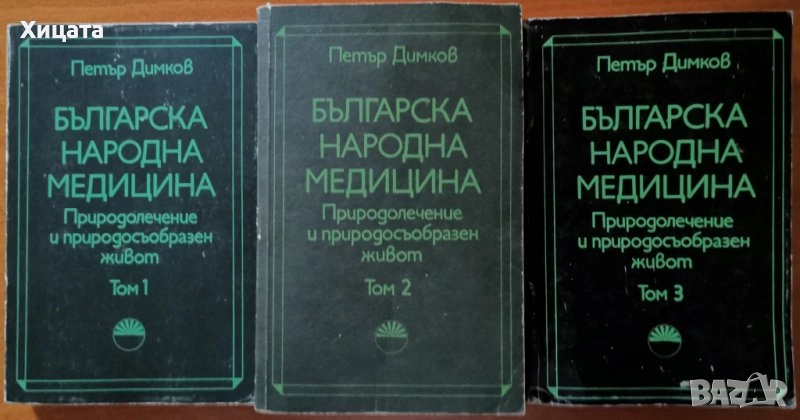 Хицата
Петър Димков
БЪЛГАРСКА
НАРОДНА
МЕДИЦИНА
Природолечение
и природосъобразен
живот
Том 1
Петър Димков
БЪЛГАРСКА
НАРОДНА
МЕДИЦИНА
Природолечение
и природосъобразен
живот
Том 2
Петър Димков
БЪЛГАРСКА
НАРОДНА
МЕДИЦИНА
Природолечение
и природосъобразен
живот
Том 3
BAZAR